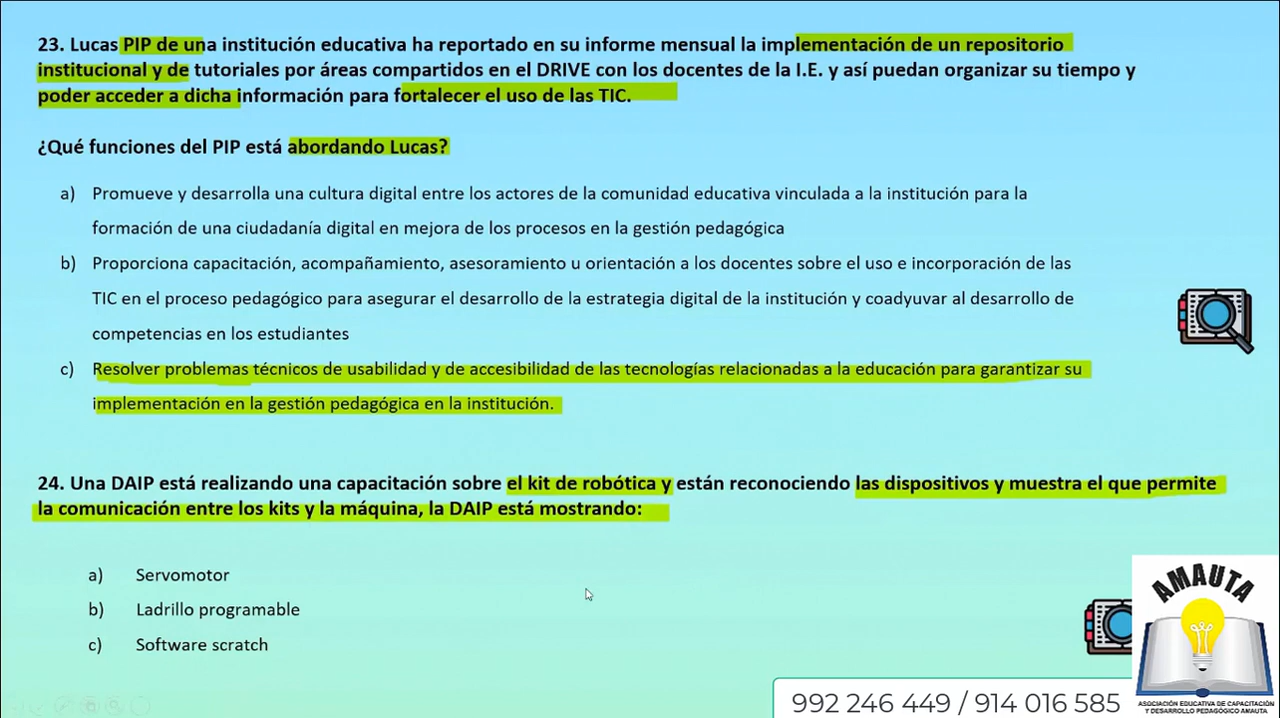 23. Lucas PIP de una institución educativa ha reportado en su informe mensual la implementación de un repositorio
institucional y de tutoriales por áreas compartidos en el DRIVE con los docentes de la I.E. y así puedan organizar su tiempo y
poder acceder a dicha información para fortalecer el uso de las TIC.
¿Qué funciones del PIP está abordando Lucas?
a) Promueve y desarrolla una cultura digital entre los actores de la comunidad educativa vinculada a la institución para la
formación de una ciudadanía digital en mejora de los procesos en la gestión pedagógica
b) Proporciona capacitación, acompañamiento, asesoramiento u orientación a los docentes sobre el uso e incorporación de las
TIC en el proceso pedagógico para asegurar el desarrollo de la estrategia digital de la institución y coadyuvar al desarrollo de
competencias en los estudiantes
c) Resolver problemas técnicos de usabilidad y de accesibilidad de las tecnologías relacionadas a la educación para garantizar su
implementación en la gestión pedagógica en la institución.
24. Una DAIP está realizando una capacitación sobre el kit de robótica y están reconociendo las dispositivos y muestra el que permite
la comunicación entre los kits y la máquina, la DAIP está mostrando:
a) Servomotor
b) Ladrillo programable
c) Software scratch
AMAUTA
992 246 449 / 914 016 585
ASOCIACIÓN EDUCATIVA DE CAPACITACIÓN
Y DESARROLLO PEDAGÓGICO AMAUTA